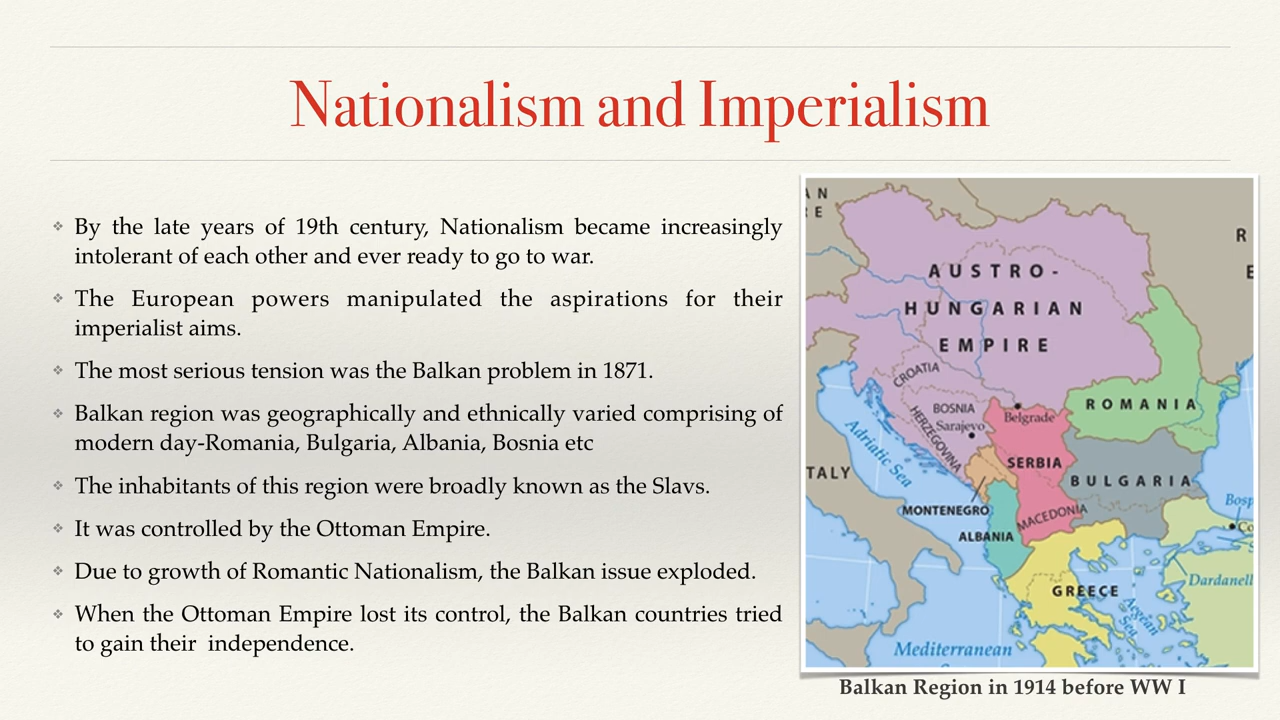 Nationalism and Imperialism
By the late years of 19th century, Nationalism became increasingly
intolerant of each other and ever ready to go to war.
The European powers manipulated the aspirations for their
imperialist aims.
The most serious tension was the Balkan problem in 1871.
Balkan region was geographically and ethnically varied comprising of
modern day-Romania, Bulgaria, Albania, Bosnia etc
The inhabitants of this region were broadly known as the Slavs.
It was controlled by the Ottoman Empire.
Due to growth of Romantic Nationalism, the Balkan issue exploded.
When the Ottoman Empire lost its control, the Balkan countries tried
to gain their  independence.
AN
RE
R
E
AUSTRO-
HUNGARIAN
EMPIRE
CROATIA
BOSNIA
HERZEGOVINA
Sarajevo
Belgrade
ROMANIA
Adriatic Sea
SERBIA
TALY
BULGARIA
MONTENEGRO
MACEDONIA
ALBANIA
Bosp
Co
Dardanell
GREECE
Aegean
Sea
Mediterranean
Balkan Region in 1914 before WW I